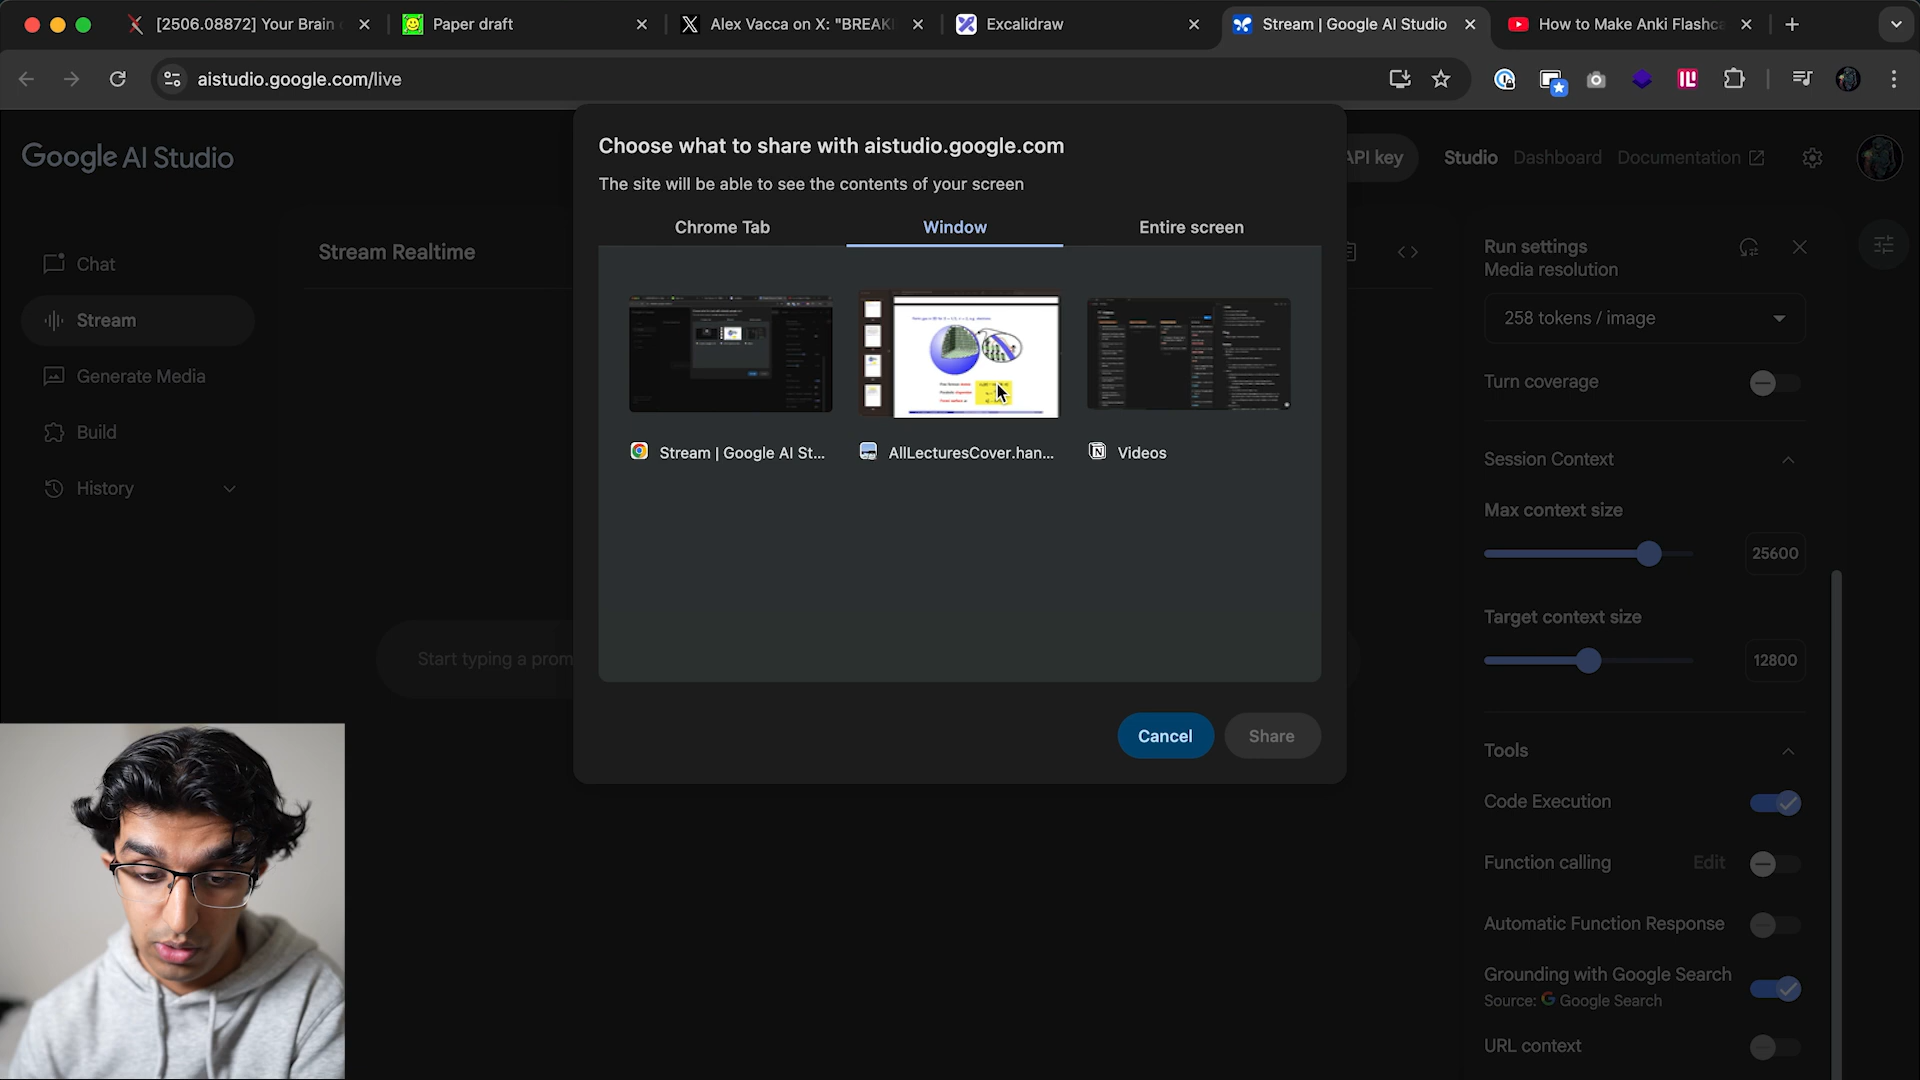 [2506.08872] Your Brain
Paper draft
Alex Vacca on X: "BREAKI
Excalidraw
Stream | Google AI Studio
How to Make Anki Flashca
aistudio.google.com/live
Google AI Studio
API key
Studio
Dashboard
Documentation
Chat
Stream
Generate Media
Build
History
Stream Realtime
Start typing a prom
Choose what to share with aistudio.google.com
The site will be able to see the contents of your screen
Chrome Tab
Window
Entire screen
Stream | Google AI St...
AllLecturesCover.han...
Videos
Cancel
Share
Run settings
Media resolution
258 tokens / image
Turn coverage
Session Context
Max context size
25600
Target context size
12800
Tools
Code Execution
Function calling
Edit
Automatic Function Response
Grounding with Google Search
Source: Google Search
URL context